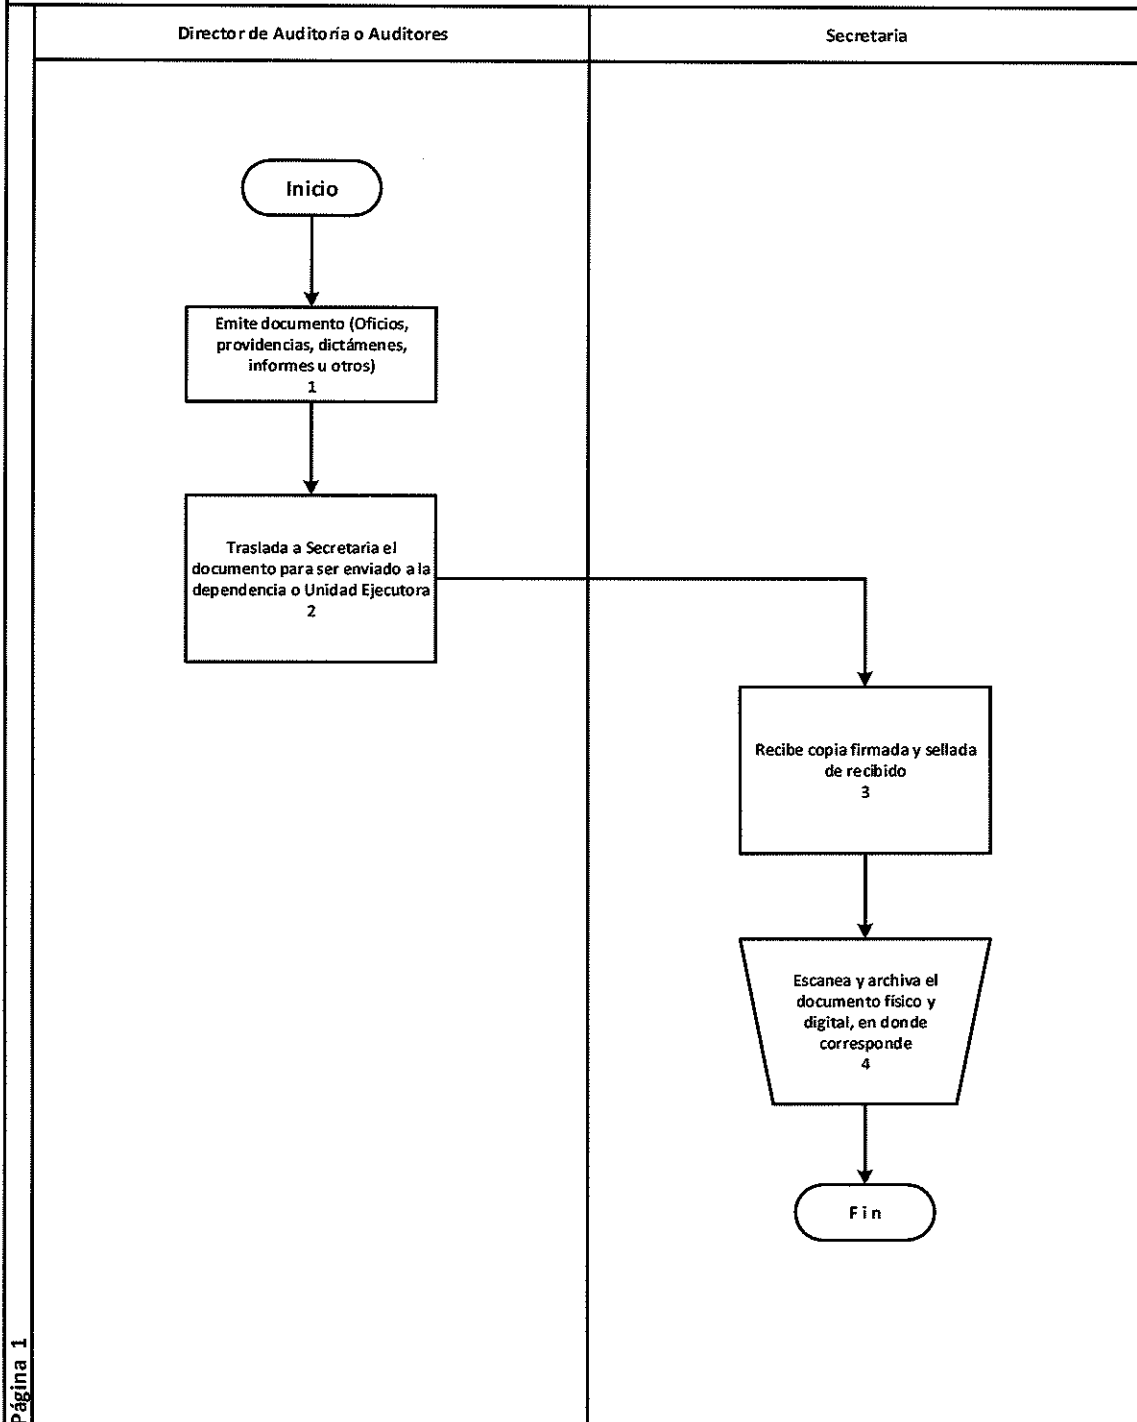 Director de Auditoría o Auditores
Secretaria
Inicio
Emite documento (Oficios,
providencias, dictámenes,
informes u otros)
1
Traslada a Secretaria el
documento para ser enviado a la
dependencia o Unidad Ejecutora
2
Recibe copia firmada y sellada
de recibido
3
Escanea y archiva el
documento físico y
digital, en donde
corresponde
4
Fin
Página 1